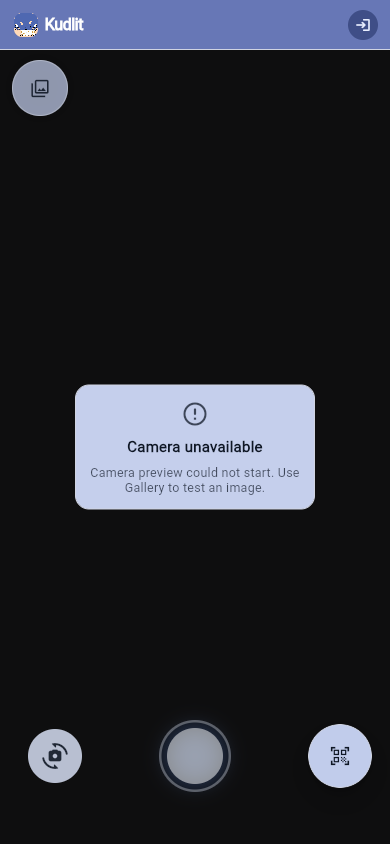 Kudlit
Camera unavailable
Camera preview could not start. Use
Gallery to test an image.